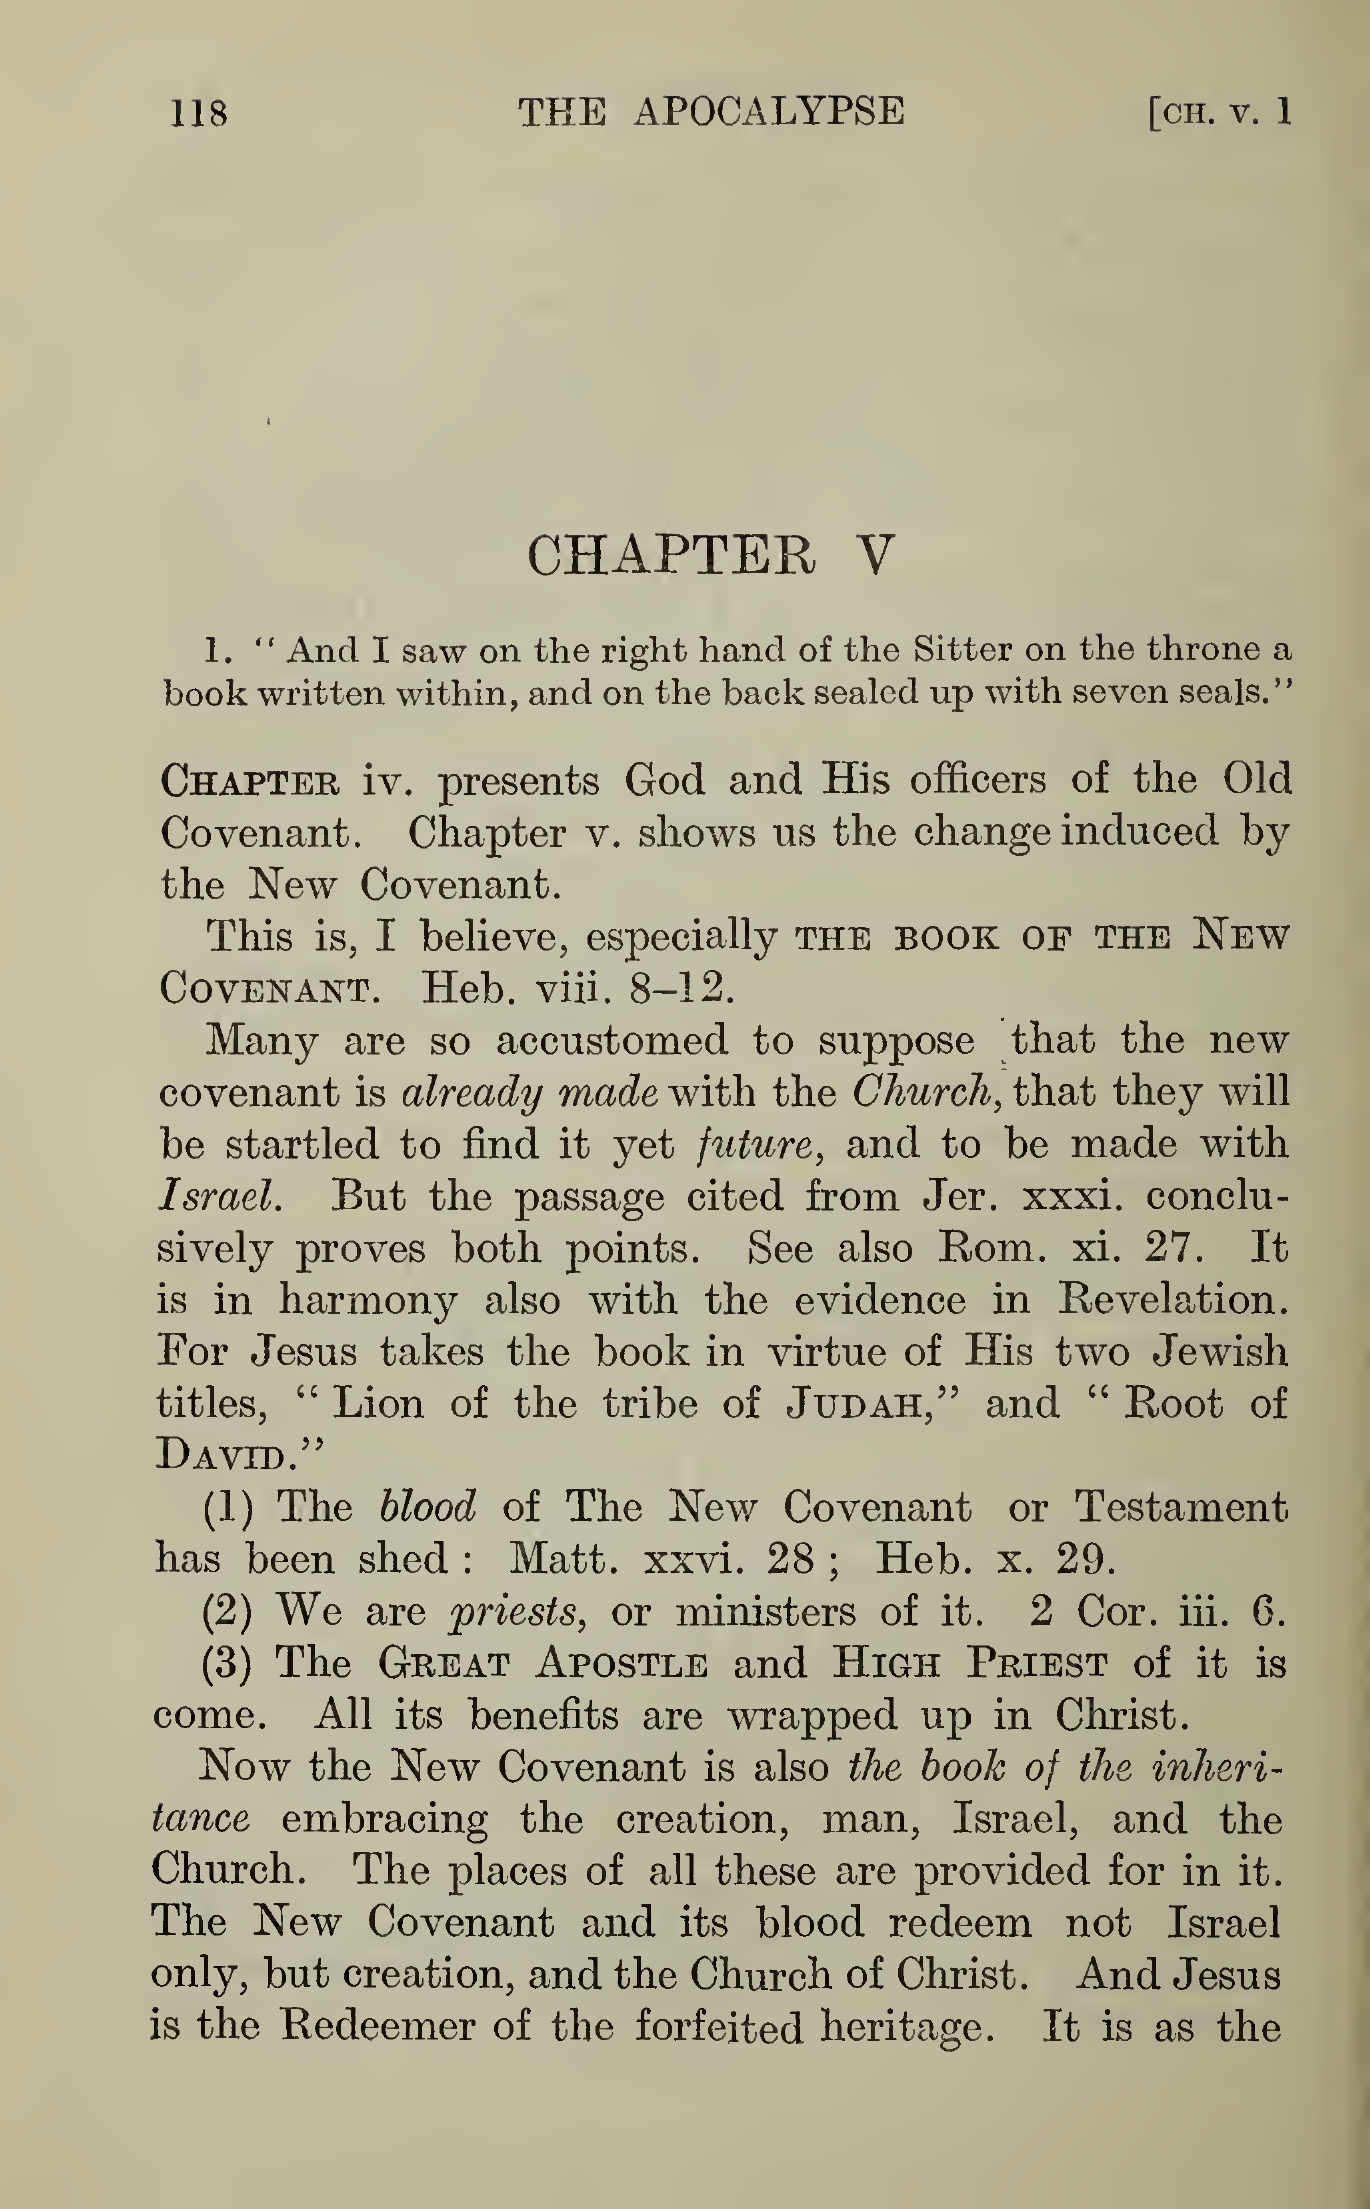 118 THE APOCALYPSE [CH. V. 1
CHAPTER V
1. “And I saw on the right hand of the Sitter on the throne a
book written within, and on the back sealed up with seven seals.”
CHAPTER iv. presents God and His officers of the Old
Covenant. Chapter v. shows us the change induced by
the New Covenant.
This is, I believe, especially THE BOOK OF THE NEW
COVENANT. Heb. viii. 8–12.
Many are so accustomed to suppose that the new
covenant is already made with the Church, that they will
be startled to find it yet future, and to be made with
Israel. But the passage cited from Jer. xxxi. conclu-
sively proves both points. See also Rom. xi. 27. It
is in harmony also with the evidence in Revelation.
For Jesus takes the book in virtue of His two Jewish
titles, “Lion of the tribe of JUDAH,” and “Root of
DAVID.”
(1) The blood of The New Covenant or Testament
has been shed : Matt. xxvi. 28 ; Heb. x. 29.
(2) We are priests, or ministers of it. 2 Cor. iii. 6.
(3) The GREAT APOSTLE and HIGH PRIEST of it is
come. All its benefits are wrapped up in Christ.
Now the New Covenant is also the book of the inheri-
tance embracing the creation, man, Israel, and the
Church. The places of all these are provided for in it.
The New Covenant and its blood redeem not Israel
only, but creation, and the Church of Christ. And Jesus
is the Redeemer of the forfeited heritage. It is as the